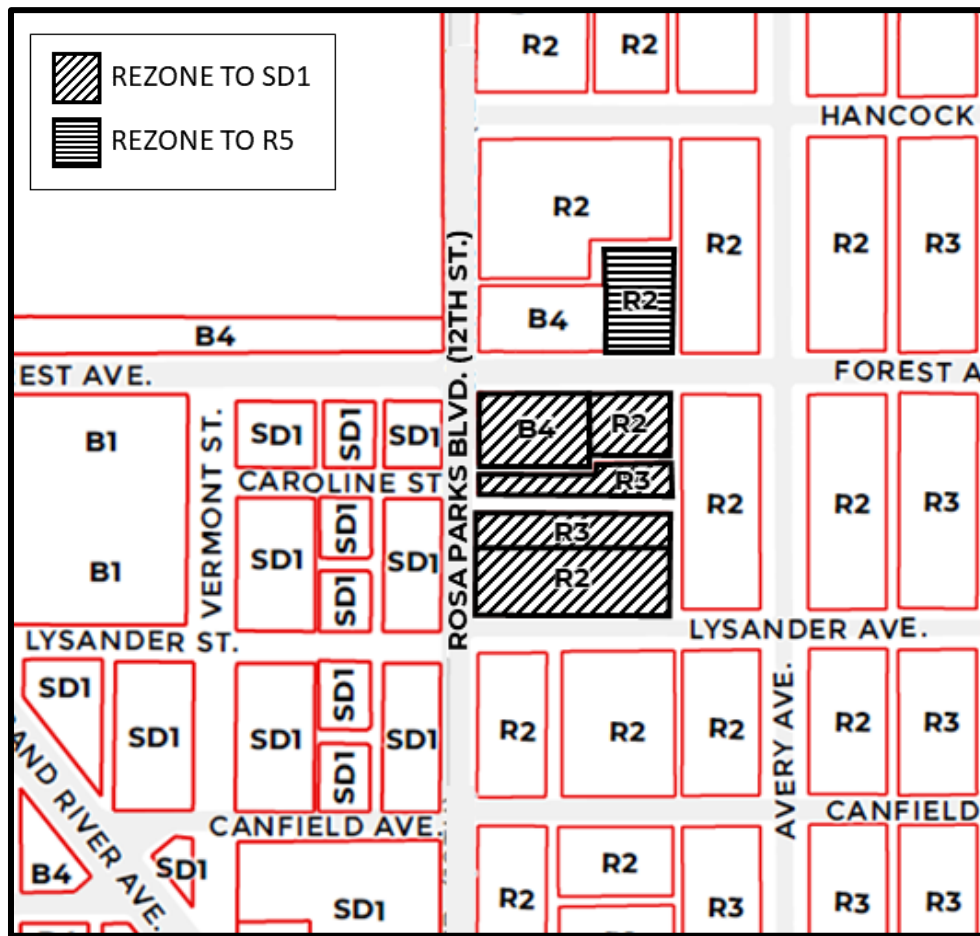 REZONE TO SD1
REZONE TO R5
R2
R2
HANCOCK
R2
R2
R2
R3
R2
B4
B4
ROSA PARKS BLVD. (12TH ST.)
EST AVE.
FOREST A
B1
B1
VERMONT ST.
SD1
SD1
SD1
CAROLINE ST
SD1
SD1
SD1
SD1
B4
R2
R3
R3
R2
R2
R2
R3
LYSANDER ST.
LYSANDER AVE.
SD1
SD1
SD1
SD1
SD1
SD1
R2
R2
R2
AVERY AVE.
R2
R3
AND RIVER AVE.
CANFIELD AVE.
CANFIELD
B4
SD1
SD1
R2
R2
R3
R3
R3